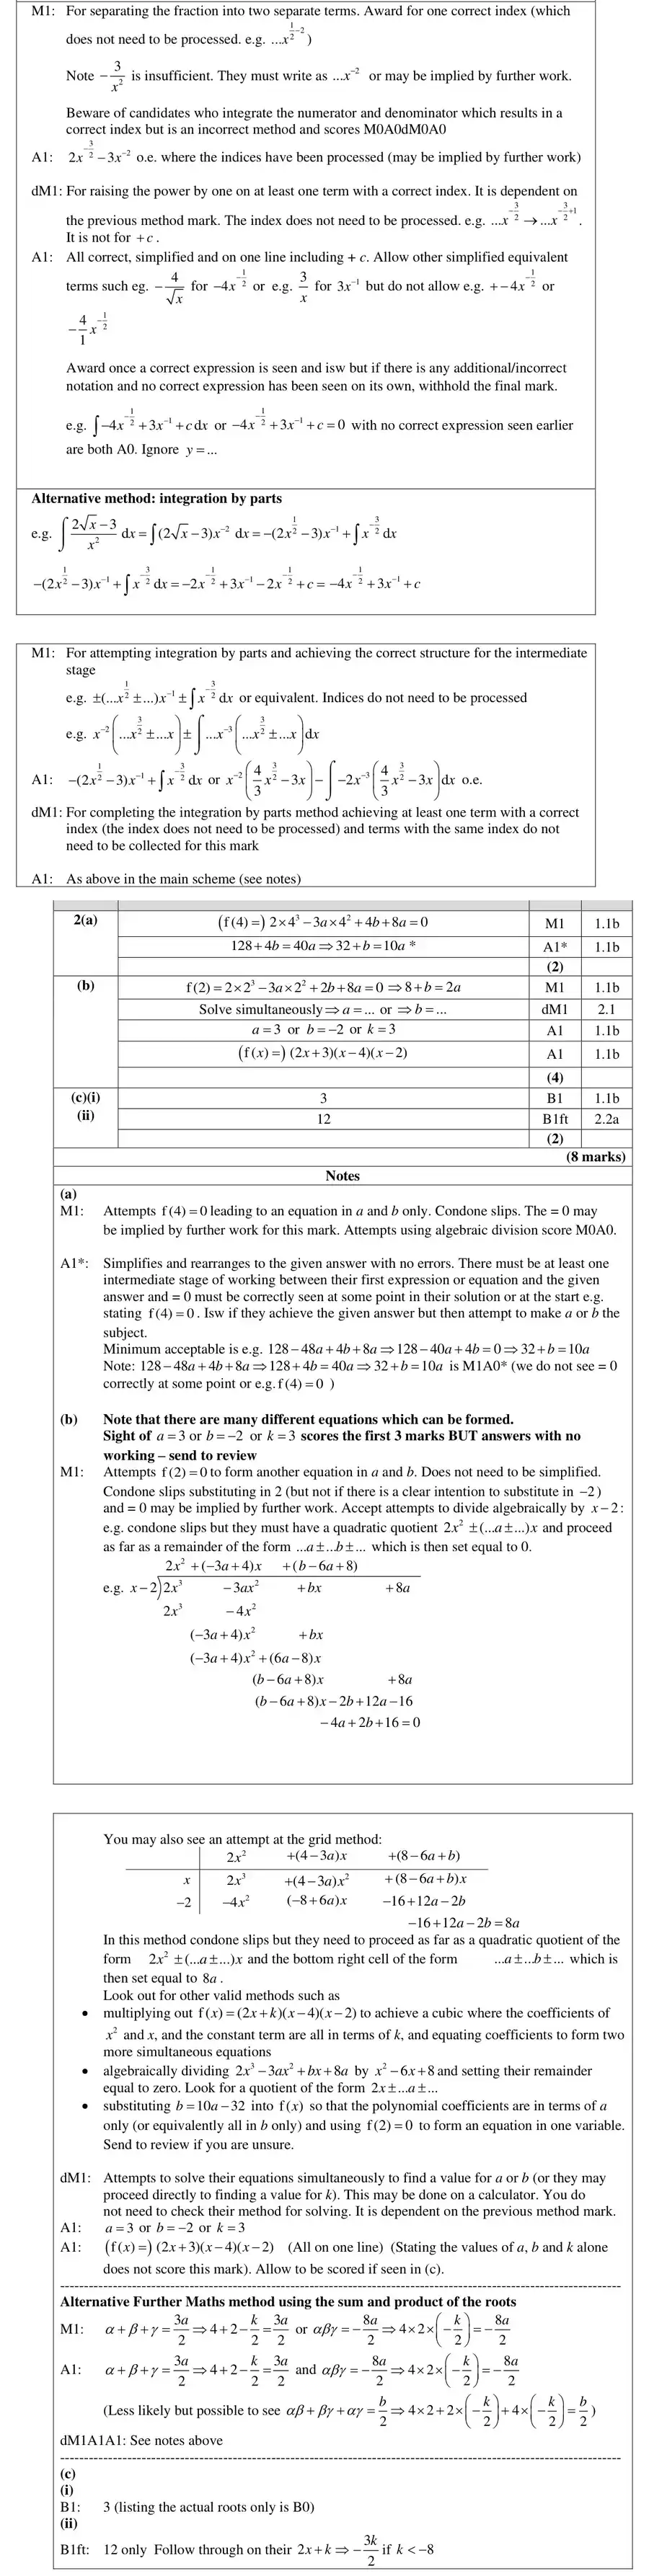 M1: For separating the fraction into two separate terms. Award for one correct index (which
does not need to be processed. e.g. ...x^{1/2−2})
Note −3/x² is insufficient. They must write as ...x⁻² or may be implied by further work.
Beware of candidates who integrate the numerator and denominator which results in a
correct index but is an incorrect method and scores M0A0dM0A0
A1: 2x^{−3/2} − 3x⁻² o.e. where the indices have been processed (may be implied by further work)
dM1: For raising the power by one on at least one term with a correct index. It is dependent on
the previous method mark. The index does not need to be processed. e.g. ...x^{−3/2} → ...x^{−3/2+1}.
It is not for + c.
A1: All correct, simplified and on one line including + c. Allow other simplified equivalent
terms such eg. −4/√x for −4x^{−1/2} or e.g. 3/x for 3x⁻¹ but do not allow e.g. + −4x^{−1/2} or
−4/1 x^{−1/2}
Award once a correct expression is seen and isw but if there is any additional/incorrect
notation and no correct expression has been seen on its own, withhold the final mark.
e.g. ∫−4x^{−1/2} + 3x⁻¹ + c dx or −4x^{−1/2} + 3x⁻¹ + c = 0 with no correct expression seen earlier
are both A0. Ignore y = ...
Alternative method: integration by parts
e.g. ∫ (2√x − 3)/x² dx = ∫(2√x − 3)x⁻² dx = −(2x^{1/2} − 3)x⁻¹ + ∫x^{−3/2} dx
−(2x^{1/2} − 3)x⁻¹ + ∫x^{−3/2} dx = −2x^{−1/2} + 3x⁻¹ − 2x^{−1/2} + c = −4x^{−1/2} + 3x⁻¹ + c
M1: For attempting integration by parts and achieving the correct structure for the intermediate
stage
e.g. ±(...x^{1/2} ± ...)x⁻¹ ± ∫x^{−3/2} dx or equivalent. Indices do not need to be processed
e.g. x⁻²(...x^{3/2} ± ...x) ± ∫...x⁻³(...x^{3/2} ± ...x)dx
A1: −(2x^{1/2} − 3)x⁻¹ + ∫x^{−3/2} dx or x⁻²(4/3 x^{3/2} − 3x) − ∫−2x⁻³(4/3 x^{3/2} − 3x)dx o.e.
dM1: For completing the integration by parts method achieving at least one term with a correct
index (the index does not need to be processed) and terms with the same index do not
need to be collected for this mark
A1: As above in the main scheme (see notes)
2(a) (f(4) =) 2×4³ − 3a×4² + 4b + 8a = 0 M1 1.1b
128 + 4b = 40a ⇒ 32 + b = 10a * A1* 1.1b
(2)
(b) f(2) = 2×2³ − 3a×2² + 2b + 8a = 0 ⇒ 8 + b = 2a M1 1.1b
Solve simultaneously ⇒ a = ... or ⇒ b = ... dM1 2.1
a = 3 or b = −2 or k = 3 A1 1.1b
(f(x) =) (2x + 3)(x − 4)(x − 2) A1 1.1b
(4)
(c)(i) 3 B1 1.1b
(ii) 12 B1ft 2.2a
(2)
(8 marks)
Notes
(a)
M1: Attempts f(4) = 0 leading to an equation in a and b only. Condone slips. The = 0 may
be implied by further work for this mark. Attempts using algebraic division score M0A0.
A1*: Simplifies and rearranges to the given answer with no errors. There must be at least one
intermediate stage of working between their first expression or equation and the given
answer and = 0 must be correctly seen at some point in their solution or at the start e.g.
stating f(4) = 0. Isw if they achieve the given answer but then attempt to make a or b the
subject.
Minimum acceptable is e.g. 128 − 48a + 4b + 8a ⇒ 128 − 40a + 4b = 0 ⇒ 32 + b = 10a
Note: 128 − 48a + 4b + 8a ⇒ 128 + 4b = 40a ⇒ 32 + b = 10a is M1A0* (we do not see = 0
correctly at some point or e.g. f(4) = 0 )
(b) Note that there are many different equations which can be formed.
Sight of a = 3 or b = −2 or k = 3 scores the first 3 marks BUT answers with no
working – send to review
M1: Attempts f(2) = 0 to form another equation in a and b. Does not need to be simplified.
Condone slips substituting in 2 (but not if there is a clear intention to substitute in −2)
and = 0 may be implied by further work. Accept attempts to divide algebraically by x − 2:
e.g. condone slips but they must have a quadratic quotient 2x² ± (...a ± ...)x and proceed
as far as a remainder of the form ...a ± ..b ± ... which is then set equal to 0.
2x² + (−3a + 4)x + (b − 6a + 8)
e.g. x − 2)2x³ − 3ax² + bx + 8a
2x³ − 4x²
(−3a + 4)x² + bx
(−3a + 4)x² + (6a − 8)x
(b − 6a + 8)x + 8a
(b − 6a + 8)x − 2b + 12a − 16
− 4a + 2b + 16 = 0
You may also see an attempt at the grid method:
2x² +(4 − 3a)x +(8 − 6a + b)
x 2x³ +(4 − 3a)x² +(8 − 6a + b)x
−2 −4x² (−8 + 6a)x −16 + 12a − 2b
−16 + 12a − 2b = 8a
In this method condone slips but they need to proceed as far as a quadratic quotient of the
form 2x² ± (...a ± ...)x and the bottom right cell of the form ...a ± ...b ± ... which is
then set equal to 8a.
Look out for other valid methods such as
• multiplying out f(x) = (2x + k)(x − 4)(x − 2) to achieve a cubic where the coefficients of
x² and x, and the constant term are all in terms of k, and equating coefficients to form two
more simultaneous equations
• algebraically dividing 2x³ − 3ax² + bx + 8a by x² − 6x + 8 and setting their remainder
equal to zero. Look for a quotient of the form 2x ± ...a ± ...
• substituting b = 10a − 32 into f(x) so that the polynomial coefficients are in terms of a
only (or equivalently all in b only) and using f(2) = 0 to form an equation in one variable.
Send to review if you are unsure.
dM1: Attempts to solve their equations simultaneously to find a value for a or b (or they may
proceed directly to finding a value for k). This may be done on a calculator. You do
not need to check their method for solving. It is dependent on the previous method mark.
A1: a = 3 or b = −2 or k = 3
A1: (f(x) =) (2x + 3)(x − 4)(x − 2) (All on one line) (Stating the values of a, b and k alone
does not score this mark). Allow to be scored if seen in (c).
Alternative Further Maths method using the sum and product of the roots
M1: α + β + γ = 3a/2 ⇒ 4 + 2 − k/2 = 3a/2 or αβγ = −8a/2 ⇒ 4×2×(−k/2) = −8a/2
A1: α + β + γ = 3a/2 ⇒ 4 + 2 − k/2 = 3a/2 and αβγ = −8a/2 ⇒ 4×2×(−k/2) = −8a/2
(Less likely but possible to see αβ + βγ + αγ = b/2 ⇒ 4×2 + 2×(−k/2) + 4×(−k/2) = b/2)
dM1A1A1: See notes above
(c)
(i)
B1: 3 (listing the actual roots only is B0)
(ii)
B1ft: 12 only Follow through on their 2x + k ⇒ −3k/2 if k < −8